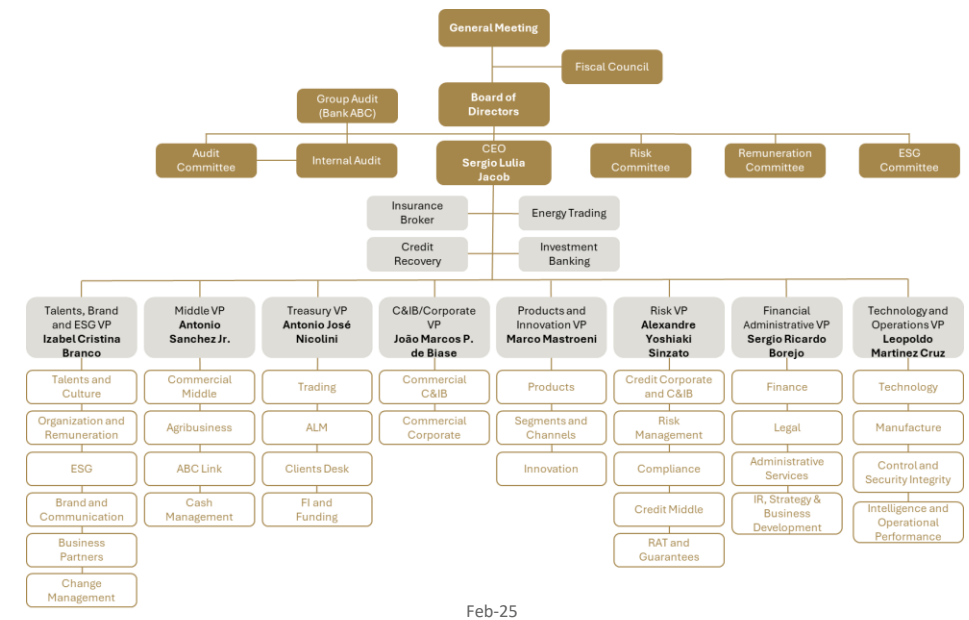 General Meeting
Fiscal Council
Board of
Directors
Group Audit
(Bank ABC)
Audit
Committee
Internal Audit
CEO
Sergio Lulia
Jacob
Risk
Committee
Remuneration
Committee
ESG
Committee
Insurance
Broker
Energy Trading
Credit
Recovery
Investment
Banking
Talents, Brand
and ESG VP
Izabel Cristina
Branco
Middle VP
Antonio
Sanchez Jr.
Treasury VP
Antonio José
Nicolini
C&IB/Corporate
VP
João Marcos P.
de Biase
Products and
Innovation VP
Marco Mastroeni
Risk VP
Alexandre
Yoshiaki
Sinzato
Financial
Administrative VP
Sergio Ricardo
Borejo
Technology and
Operations VP
Leopoldo
Martinez Cruz
Talents and
Culture
Organization and
Remuneration
ESG
Brand and
Communication
Business
Partners
Change
Management
Commercial
Middle
Agribusiness
ABC Link
Cash
Management
Trading
ALM
Clients Desk
FI and
Funding
Commercial
C&IB
Commercial
Corporate
Products
Segments and
Channels
Innovation
Credit Corporate
and C&IB
Risk
Management
Compliance
Credit Middle
RAT and
Guarantees
Finance
Legal
Administrative
Services
IR, Strategy &
Business
Development
Technology
Manufacture
Control and
Security Integrity
Intelligence and
Operational
Performance
Feb-25